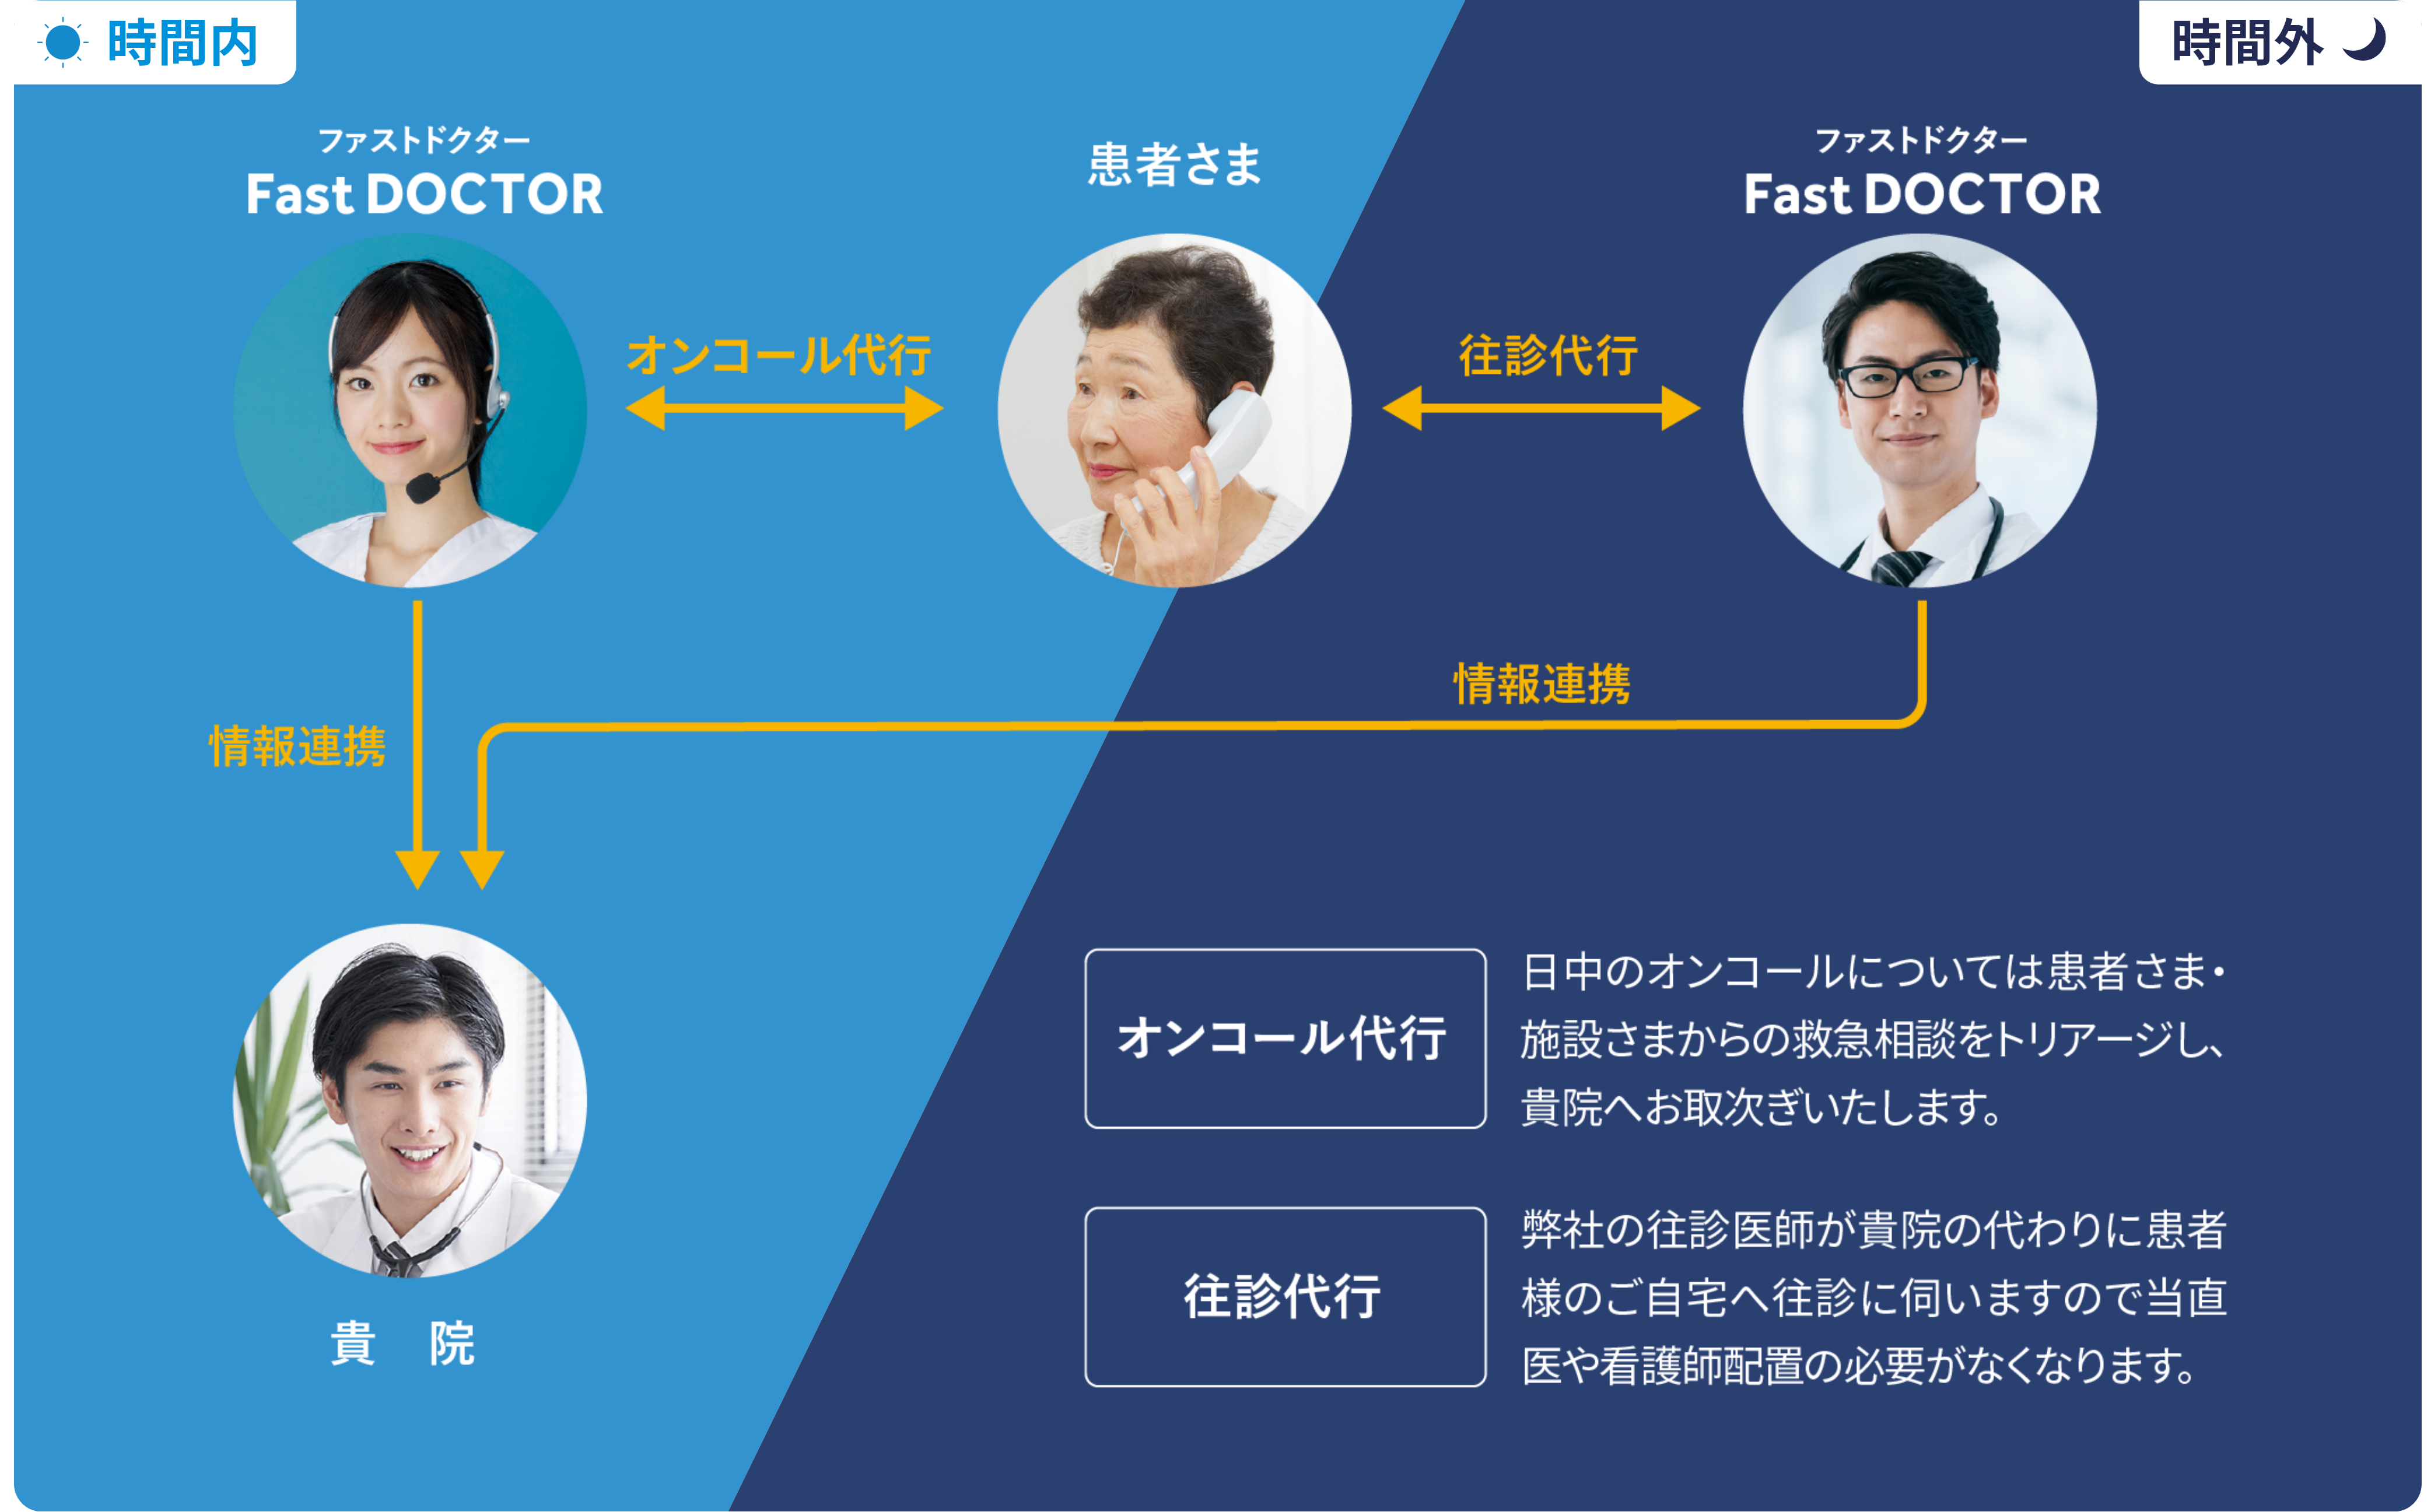 時間内
時間外
ファストドクター
Fast DOCTOR
患者さま
ファストドクター
Fast DOCTOR
オンコール代行
往診代行
情報連携
情報連携
貴 院
オンコール代行
日中のオンコールについては患者さま・
施設さまからの救急相談をトリアージし、
貴院へお取次ぎいたします。
往診代行
弊社の往診医師が貴院の代わりに患者
様のご自宅へ往診に伺いますので当直
医や看護師配置の必要がなくなります。